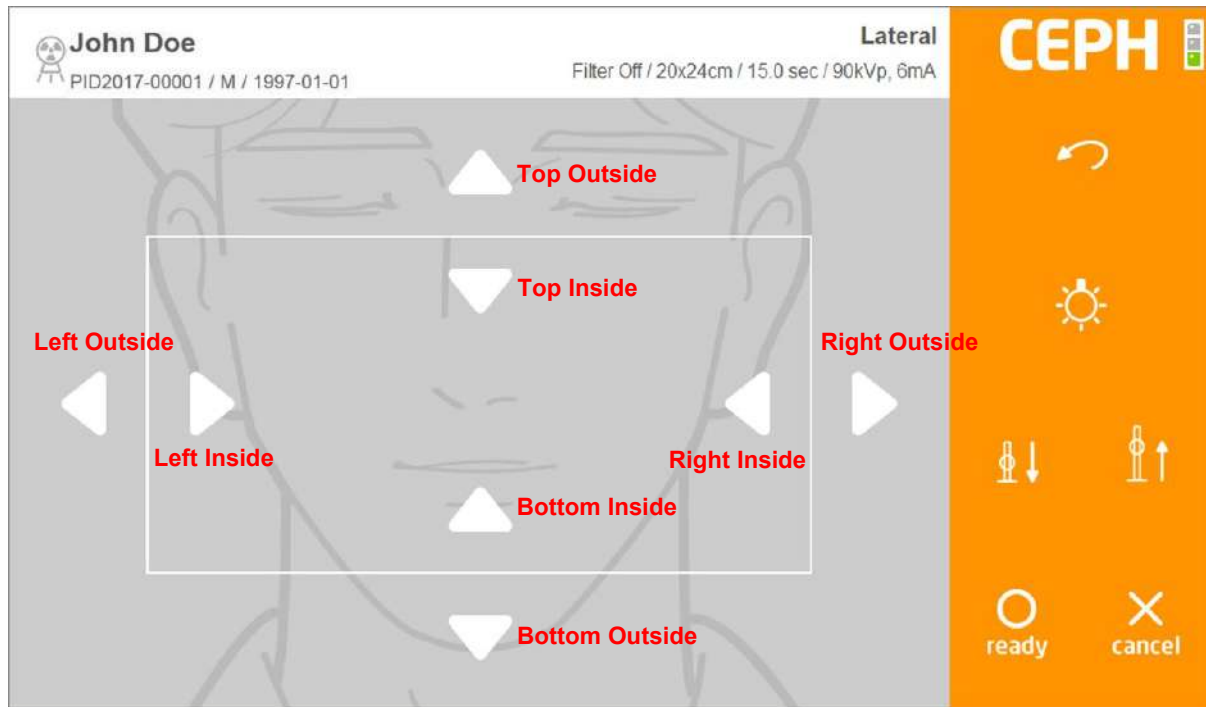 John Doe
PID2017-00001 / M / 1997-01-01
Lateral
Filter Off / 20x24cm / 15.0 sec / 90kVp, 6mA
CEPH
Top Outside
Top Inside
Left Outside
Right Outside
Left Inside
Right Inside
Bottom Inside
Bottom Outside
ready
cancel